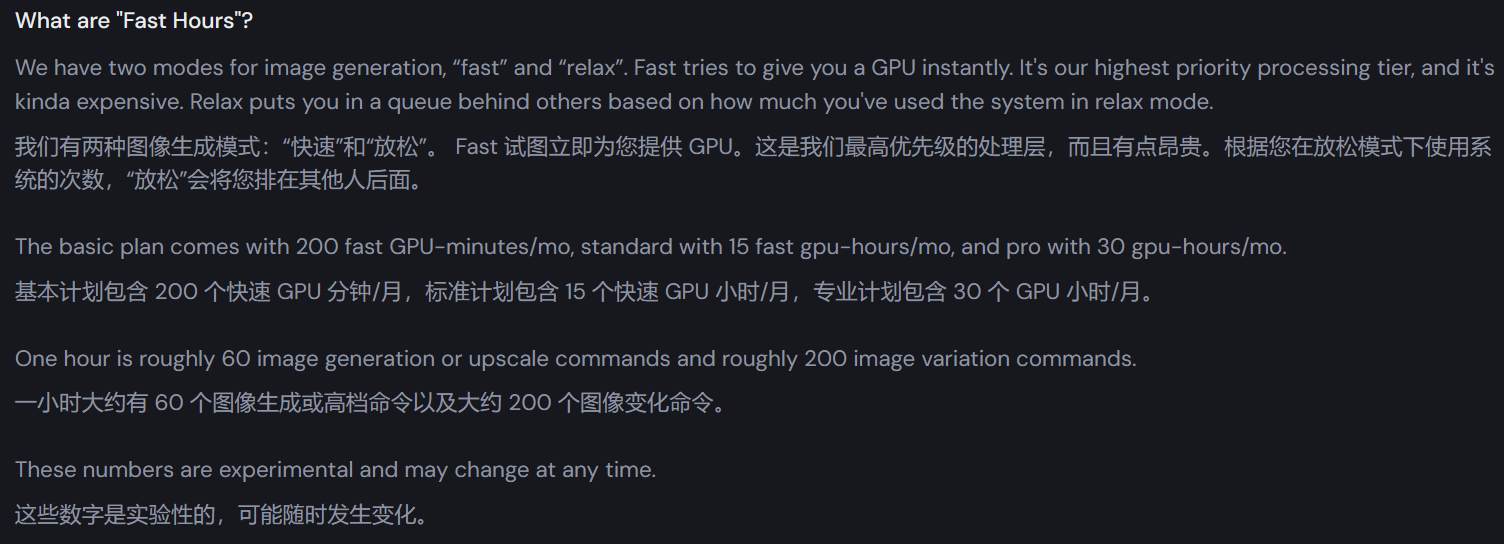 What are "Fast Hours"?
We have two modes for image generation, “fast” and “relax”. Fast tries to give you a GPU instantly. It's our highest priority processing tier, and it's
kinda expensive. Relax puts you in a queue behind others based on how much you've used the system in relax mode.
我们有两种图像生成模式：“快速”和“放松”。 Fast 试图立即为您提供 GPU。这是我们最高优先级的处理层，而且有点昂贵。根据您在放松模式下使用系
统的次数，“放松”会将您排在其他人后面。
The basic plan comes with 200 fast GPU-minutes/mo, standard with 15 fast gpu-hours/mo, and pro with 30 gpu-hours/mo.
基本计划包含 200 个快速 GPU 分钟/月，标准计划包含 15 个快速 GPU 小时/月，专业计划包含 30 个 GPU 小时/月。
One hour is roughly 60 image generation or upscale commands and roughly 200 image variation commands.
一小时大约有 60 个图像生成或高档命令以及大约 200 个图像变化命令。
These numbers are experimental and may change at any time.
这些数字是实验性的，可能随时发生变化。